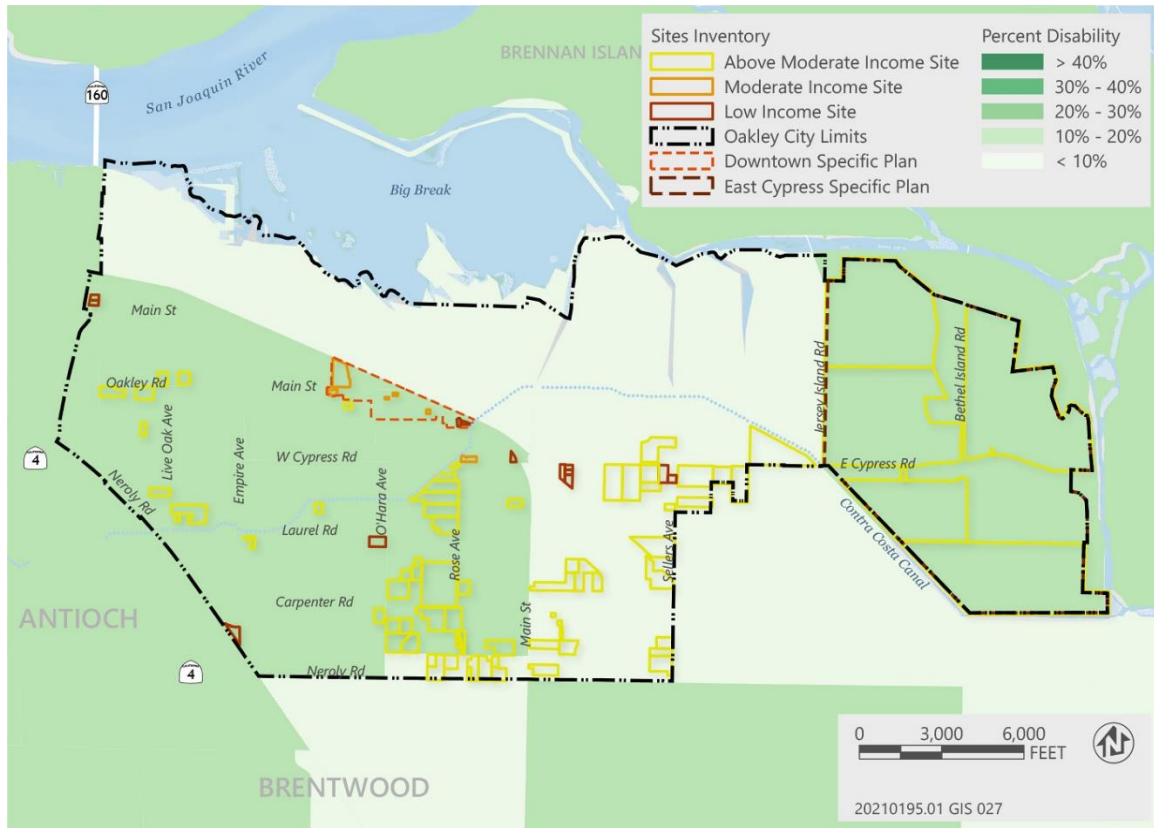 BRENNAN ISLAN
San Joaquin River
160
Big Break
Sites Inventory
Above Moderate Income Site
Moderate Income Site
Low Income Site
Oakley City Limits
Downtown Specific Plan
East Cypress Specific Plan
Percent Disability
> 40%
30% - 40%
20% - 30%
10% - 20%
< 10%
Main St
Oakley Rd
Main St
Jersey Island Rd
Bethel Island Rd
Live Oak Ave
Empire Ave
W Cypress Rd
O'Hara Ave
E Cypress Rd
4
Neroly Rd
Laurel Rd
Rose Ave
Sellers Ave
Contra Costa Canal
Carpenter Rd
Main St
ANTIOCH
4
Neroly Rd
BRENTWOOD
0 3,000 6,000
FEET
N
20210195.01 GIS 027